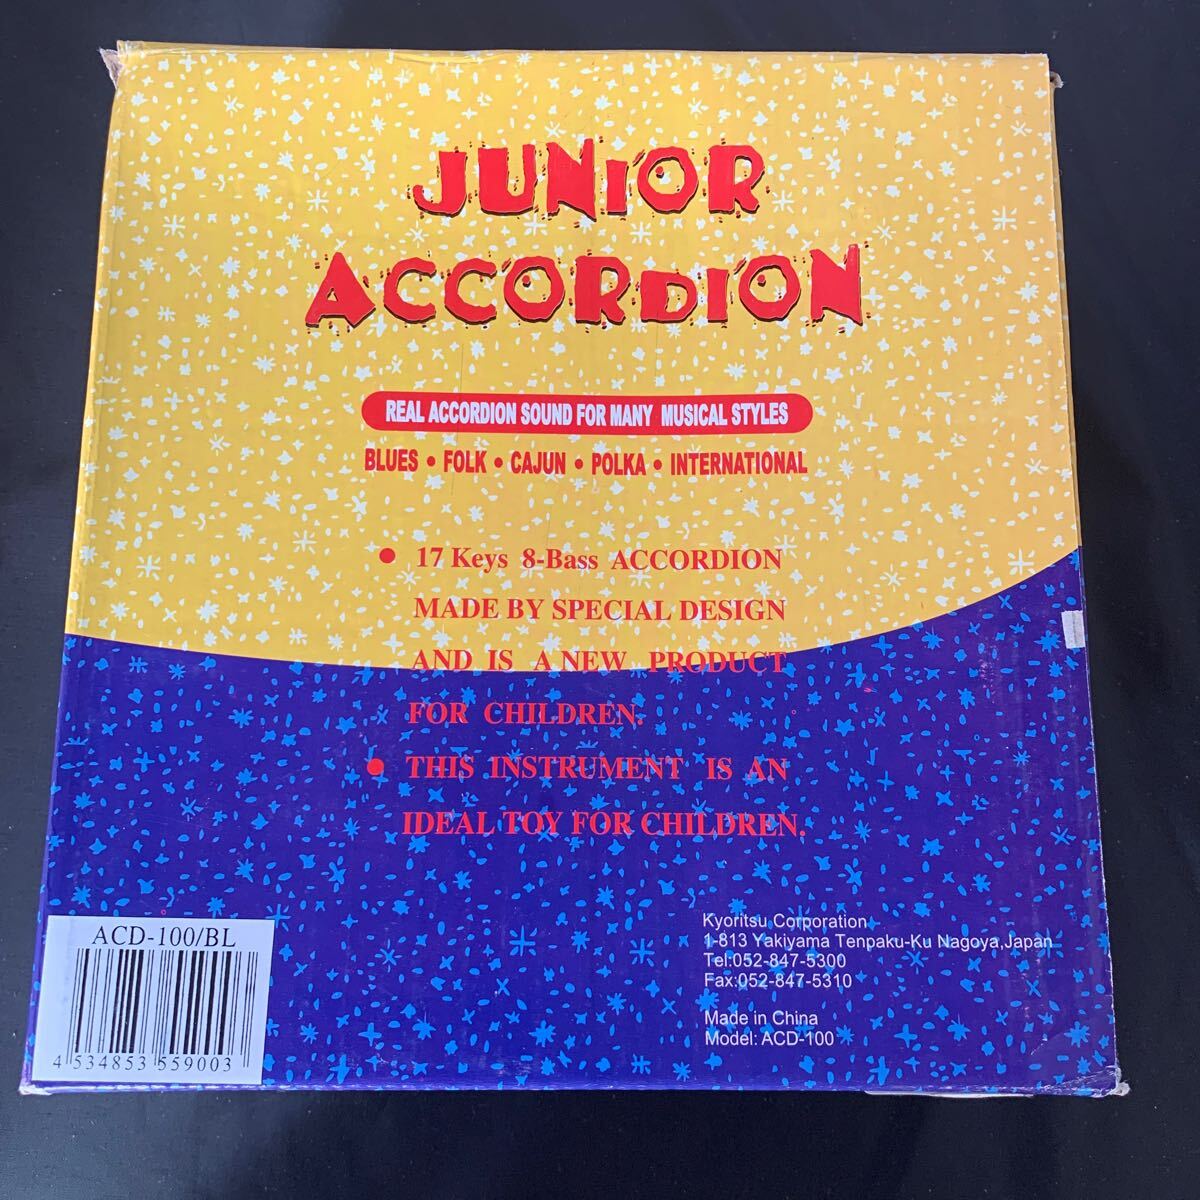 JUNIOR
ACCORDION
REAL ACCORDION SOUND FOR MANY MUSICAL STYLES
BLUES • FOLK • CAJUN • POLKA • INTERNATIONAL
● 17 Keys 8-Bass ACCORDION
MADE BY SPECIAL DESIGN
AND IS A NEW PRODUCT
FOR CHILDREN.
● THIS INSTRUMENT IS AN
IDEAL TOY FOR CHILDREN.
Kyoritsu Corporation
1-813 Yakiyama Tenpaku-Ku Nagoya,Japan
Tel:052-847-5300
Fax:052-847-5310
Made in China
Model: ACD-100
ACD-100/BL
4 534853 559003